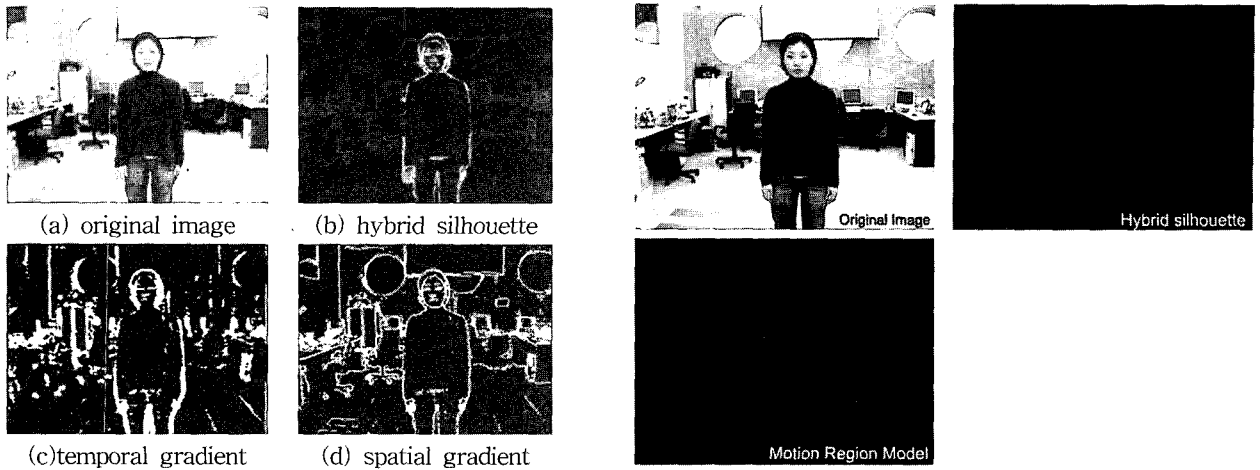 (a) original image
(b) hybrid silhouette
(c)temporal gradient
(d) spatial gradient
Original Image
Hybrid silhouette
Motion Region Model